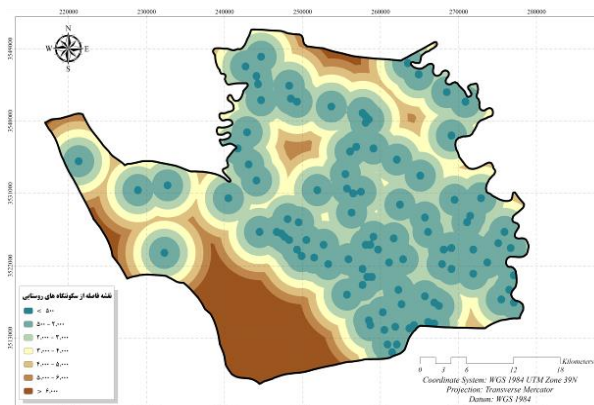 220000 230000 240000 250000 260000 270000 280000
N
W E
S
3549000
3540000
3531000
3522000
3513000
نقشه فاصله از سکونتگاه های روستایی
< ۵۰۰
۵۰۰ - ۲,۰۰۰
۲,۰۰۰ - ۳,۰۰۰
۳,۰۰۰ - ۴,۰۰۰
۴,۰۰۰ - ۵,۰۰۰
۵,۰۰۰ - ۶,۰۰۰
> ۶,۰۰۰
0 3 6 12 18
Kilometers
Coordinate System: WGS 1984 UTM Zone 39N
Projection: Transverse Mercator
Datum: WGS 1984